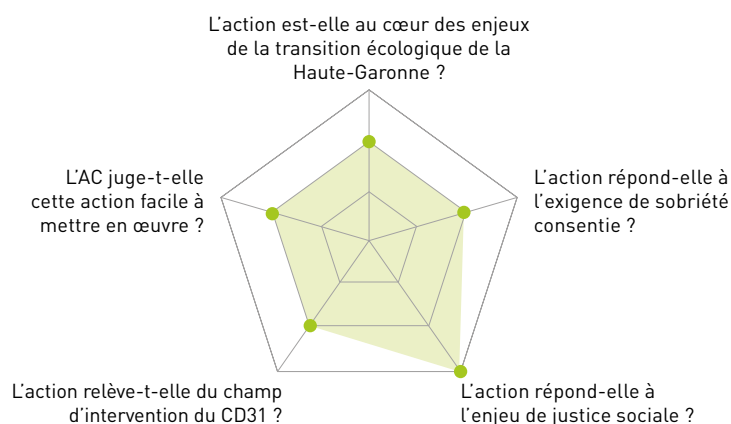 L'action est-elle au cœur des enjeux
de la transition écologique de la
Haute-Garonne ?
L'AC juge-t-elle
cette action facile à
mettre en œuvre ?
L'action répond-elle à
l'exigence de sobriété
consentie ?
L'action relève-t-elle du champ
d'intervention du CD31 ?
L'action répond-elle à
l'enjeu de justice sociale ?